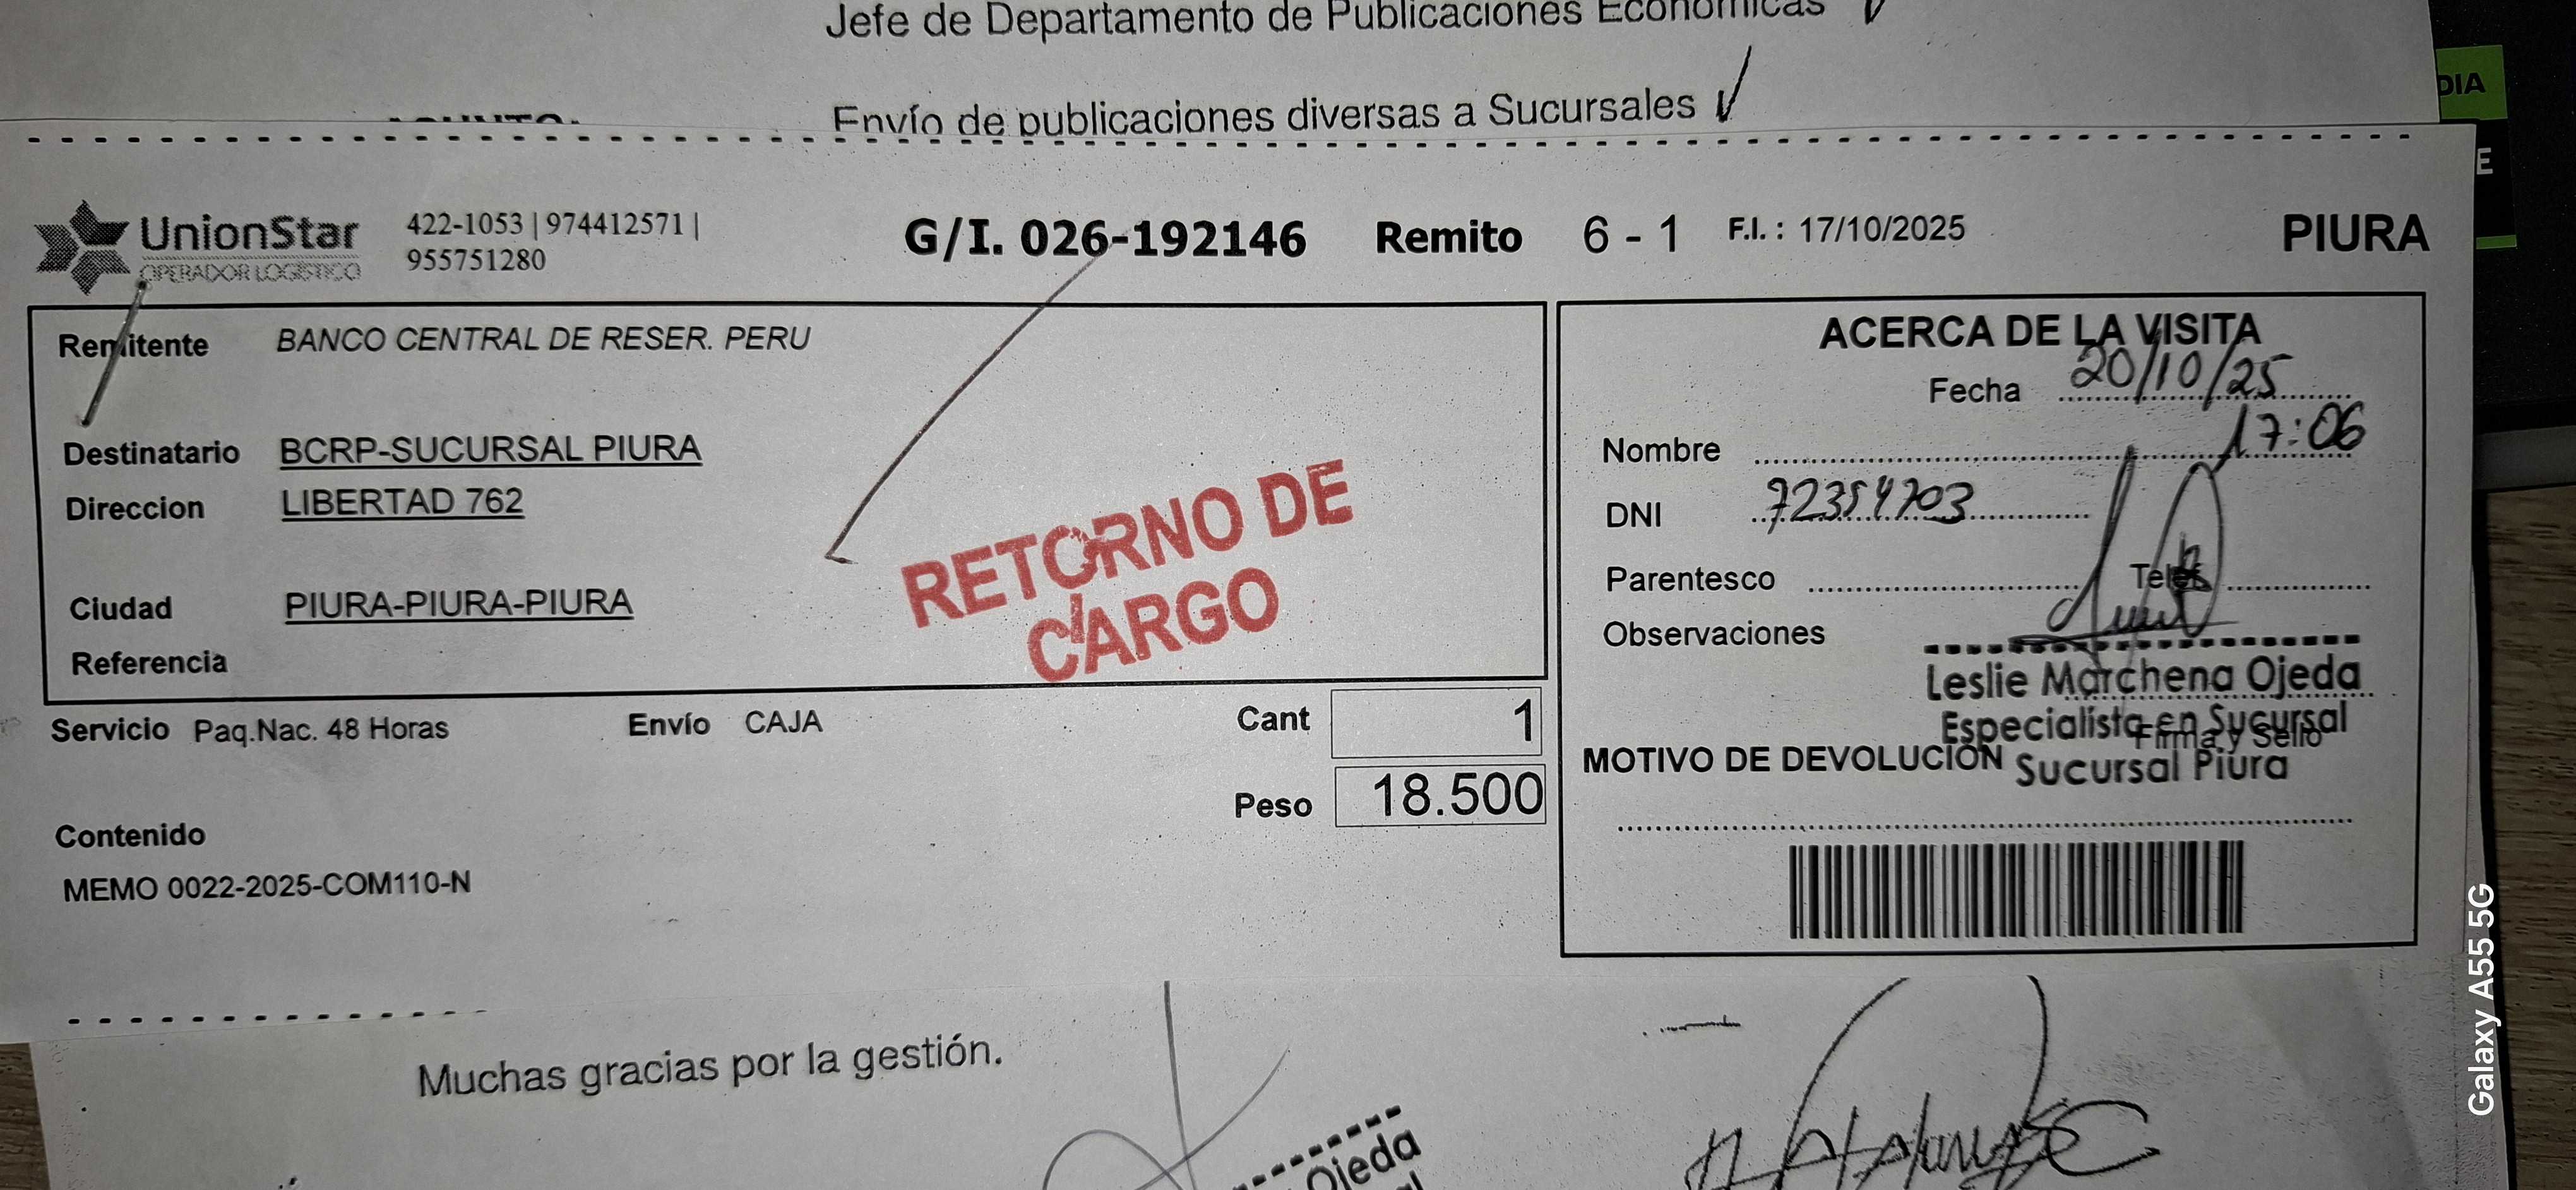 Jefe de Departamento de Publicaciones Económicas
Envío de publicaciones diversas a Sucursales
DIA
E
UnionStar
OPERADOR LOGÍSTICO
422-1053 | 974412571 |
955751280
G/I. 026-192146 Remito 6 - 1 F.I. : 17/10/2025 PIURA
Remitente BANCO CENTRAL DE RESER. PERU
Destinatario BCRP-SUCURSAL PIURA
Direccion LIBERTAD 762
Ciudad PIURA-PIURA-PIURA
Referencia
RETORNO DE
CARGO
Servicio Paq.Nac. 48 Horas Envío CAJA
Cant 1
Peso 18.500
Contenido
MEMO 0022-2025-COM110-N
ACERCA DE LA VISITA
Fecha 20/10/25
17:06
Nombre
DNI 72354703
Parentesco
Observaciones
Leslie Marchena Ojeda
Especialista en Sucursal
Firma y Sello
Sucursal Piura
MOTIVO DE DEVOLUCIÓN
Muchas gracias por la gestión.
Ojeda
Galaxy A55 5G